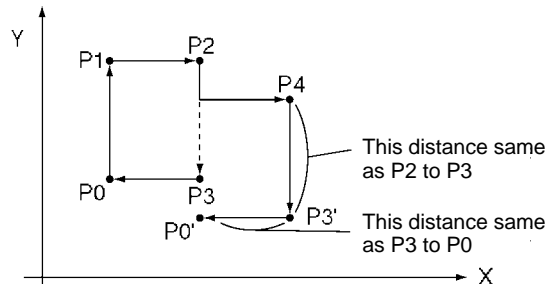 Y
P1
P2
P4
This distance same
as P2 to P3
P0
P3
P0'
P3'
This distance same
as P3 to P0
X